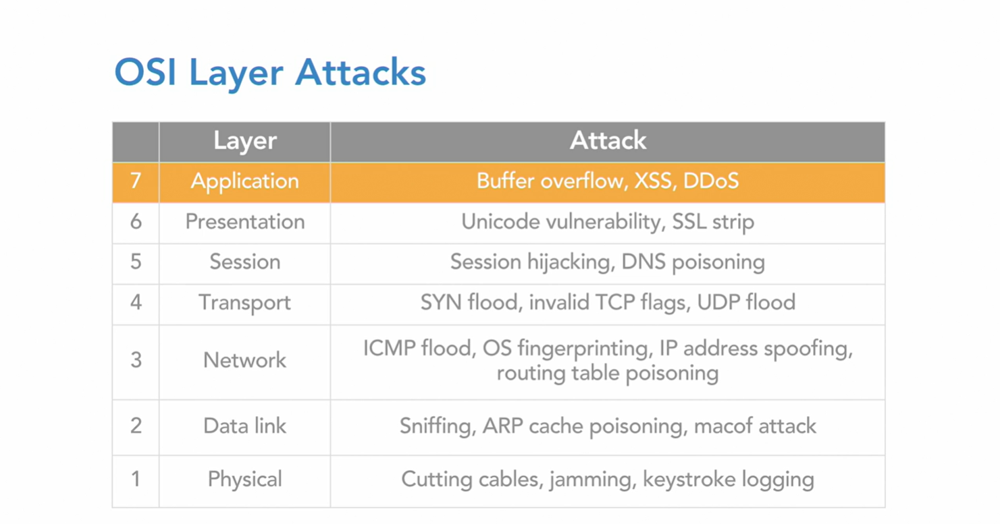 OSI Layer Attacks
Layer Attack
7 Application Buffer overflow, XSS, DDoS
6 Presentation Unicode vulnerability, SSL strip
5 Session Session hijacking, DNS poisoning
4 Transport SYN flood, invalid TCP flags, UDP flood
3 Network ICMP flood, OS fingerprinting, IP address spoofing,
routing table poisoning
2 Data link Sniffing, ARP cache poisoning, macof attack
1 Physical Cutting cables, jamming, keystroke logging